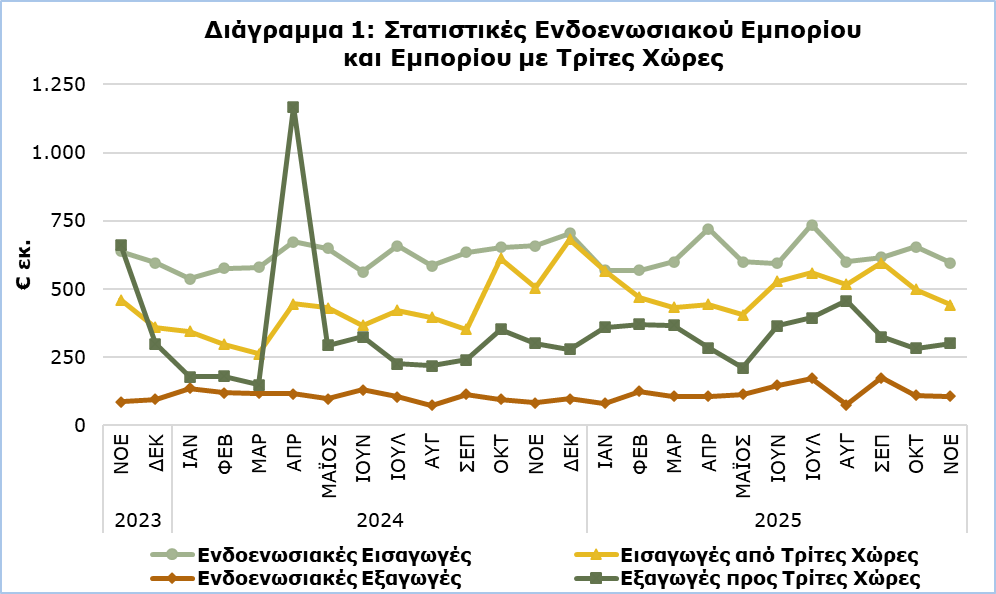 Διάγραμμα 1: Στατιστικές Ενδοενωσιακού Εμπορίου
και Εμπορίου με Τρίτες Χώρες
€ εκ.
1.250
1.000
750
500
250
0
ΝΟΕ ΔΕΚ ΙΑΝ ΦΕΒ ΜΑΡ ΑΠΡ ΜΑΪΟΣ ΙΟΥΝ ΙΟΥΛ ΑΥΓ ΣΕΠ ΟΚΤ ΝΟΕ ΔΕΚ ΙΑΝ ΦΕΒ ΜΑΡ ΑΠΡ ΜΑΪΟΣ ΙΟΥΝ ΙΟΥΛ ΑΥΓ ΣΕΠ ΟΚΤ ΝΟΕ
2023 2024 2025
Ενδοενωσιακές Εισαγωγές Εισαγωγές από Τρίτες Χώρες
Ενδοενωσιακές Εξαγωγές Εξαγωγές προς Τρίτες Χώρες